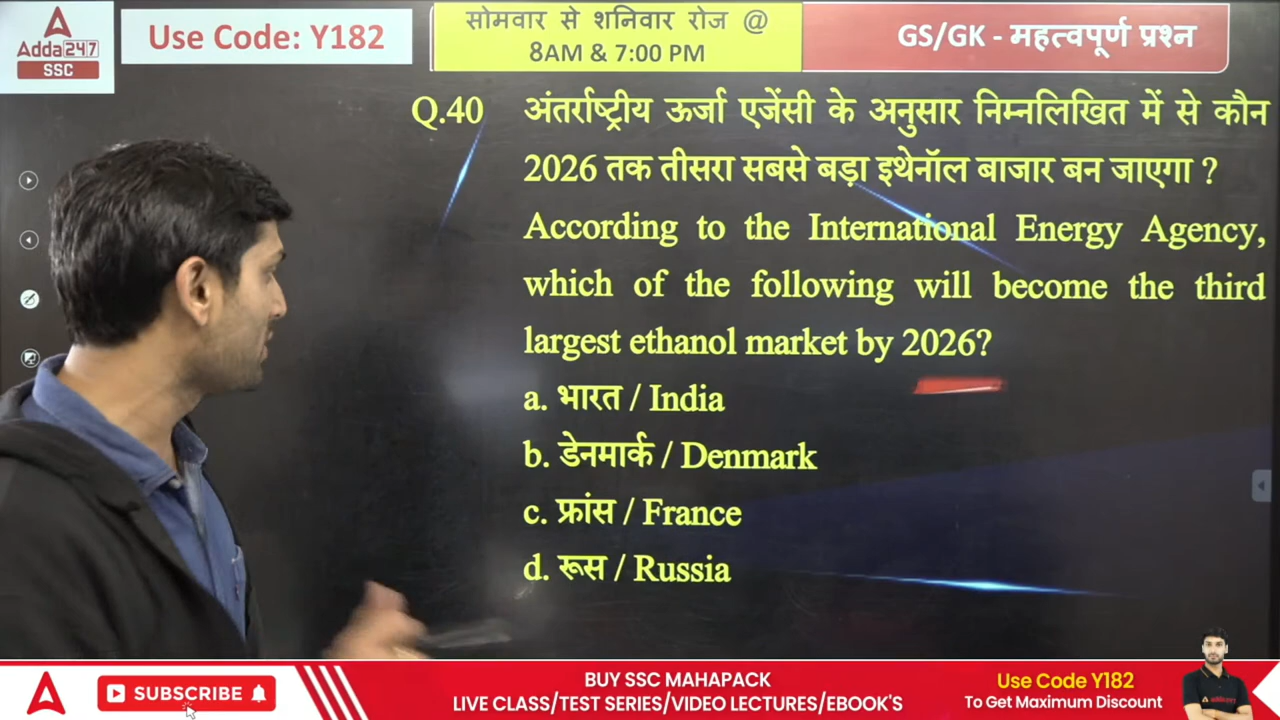 Adda247
SSC
Use Code: Y182
सोमवार से शनिवार रोज @
8AM & 7:00 PM
GS/GK - महत्वपूर्ण प्रश्न
Q.40 अंतर्राष्ट्रीय ऊर्जा एजेंसी के अनुसार निम्नलिखित में से कौन
2026 तक तीसरा सबसे बड़ा इथेनॉल बाजार बन जाएगा ?
According to the International Energy Agency,
which of the following will become the third
largest ethanol market by 2026?
a. भारत / India
b. डेनमार्क / Denmark
c. फ्रांस / France
d. रूस / Russia
SUBSCRIBE
BUY SSC MAHAPACK
LIVE CLASS/TEST SERIES/VIDEO LECTURES/EBOOK'S
Use Code Y182
To Get Maximum Discount